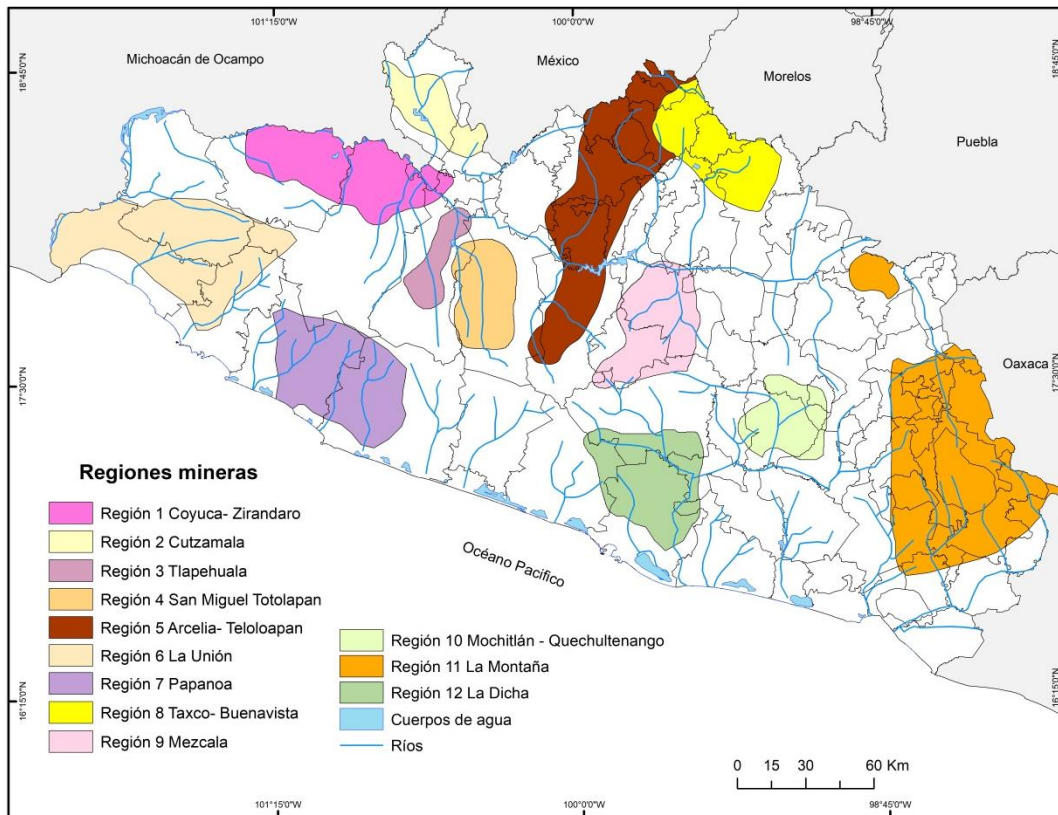 101°15'0"W
100°0'0"W
98°45'0"W
18°45'0"N
18°45'0"N
Michoacán de Ocampo
México
Morelos
Puebla
17°30'0"N
17°30'0"N
Oaxaca
Océano Pacifico
16°15'0"N
16°15'0"N
Regiones mineras
Región 1 Coyuca- Zirandaro
Región 2 Cutzamala
Región 3 Tlapehuala
Región 4 San Miguel Totolapan
Región 5 Arcelia- Teloloapan
Región 6 La Unión
Región 7 Papanoa
Región 8 Taxco- Buenavista
Región 9 Mezcala
Región 10 Mochitlán - Quechultenango
Región 11 La Montaña
Región 12 La Dicha
Cuerpos de agua
Ríos
0 15 30 60 Km
101°15'0"W
100°0'0"W
98°45'0"W